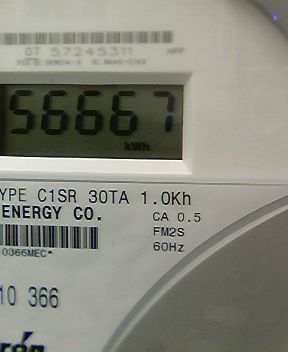 07 57245311
56667
kWh
YPE C1SR 30TA 1.0Kh
ENERGY CO.
CA 0.5
FM2S
0366MEC*
60Hz
10 366
rón